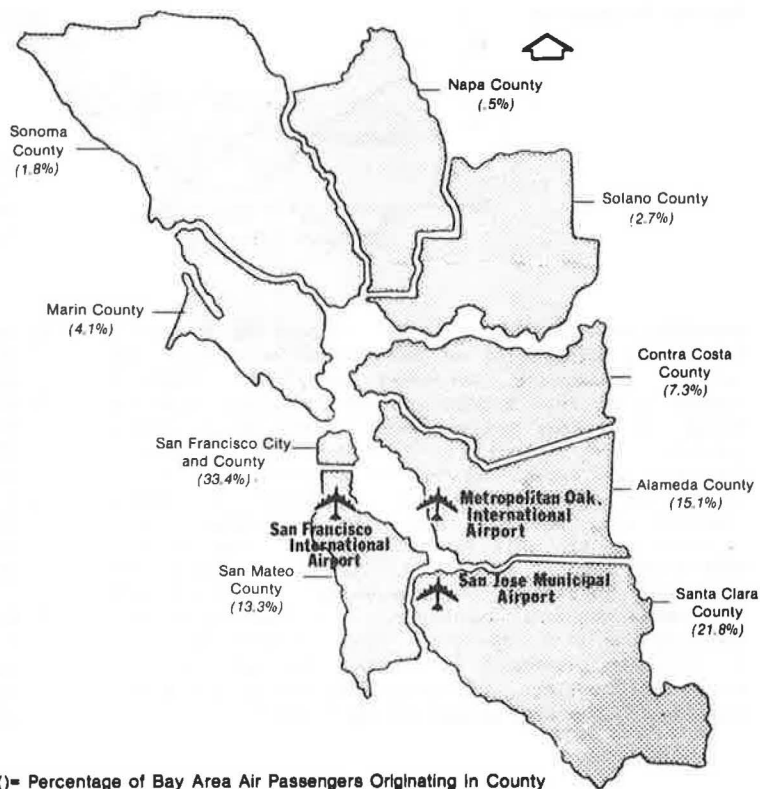 Napa County
(.5%)
Sonoma
County
(1.8%)
Solano County
(2.7%)
Marin County
(4.1%)
Contra Costa
County
(7.3%)
San Francisco City
and County
(33.4%)
Alameda County
(15.1%)
Metropolitan Oak.
International
Airport
San Francisco
International
Airport
San Mateo
County
(13.3%)
San Jose Municipal
Airport
Santa Clara
County
(21.8%)
()= Percentage of Bay Area Air Passengers Originating in County